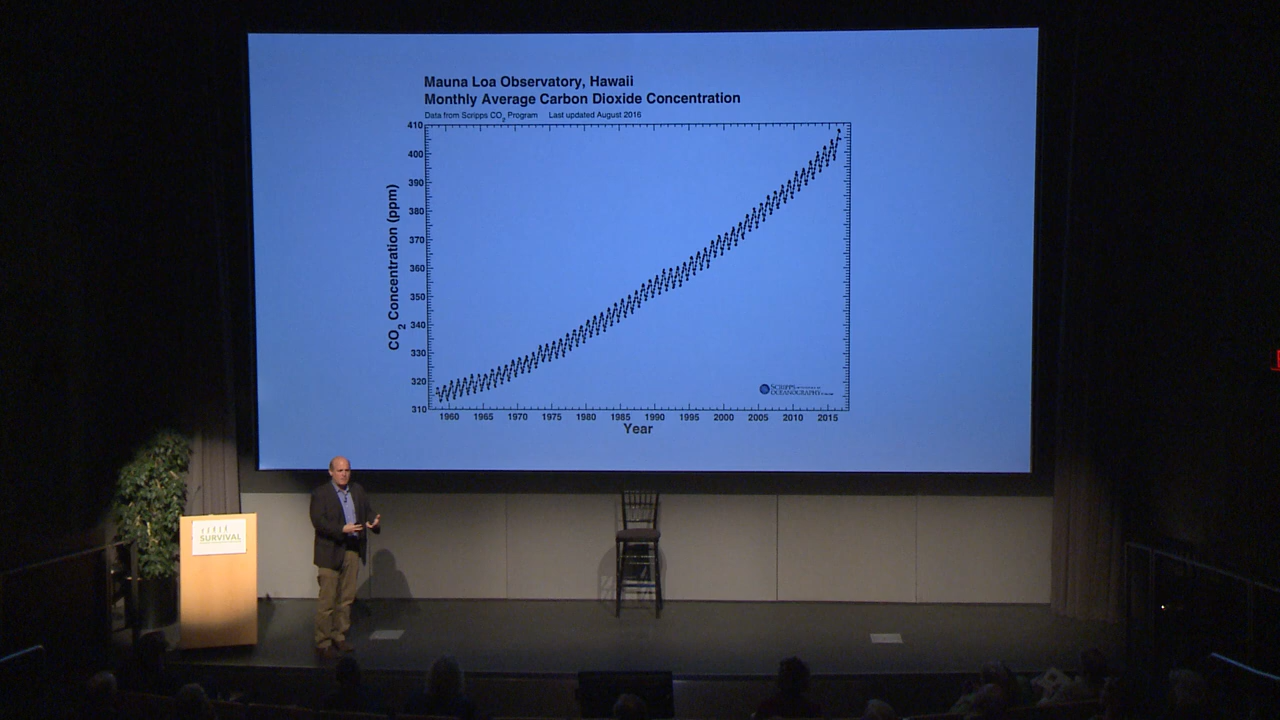 Mauna Loa Observatory, Hawaii
Monthly Average Carbon Dioxide Concentration
Data from Scripps CO2 Program Last updated August 2016
410
400
390
380
370
360
350
340
330
320
310
CO2 Concentration (ppm)
1960 1965 1970 1975 1980 1985 1990 1995 2000 2005 2010 2015
Year
SCRIPPS
OCEANOGRAPHY
SURVIVAL